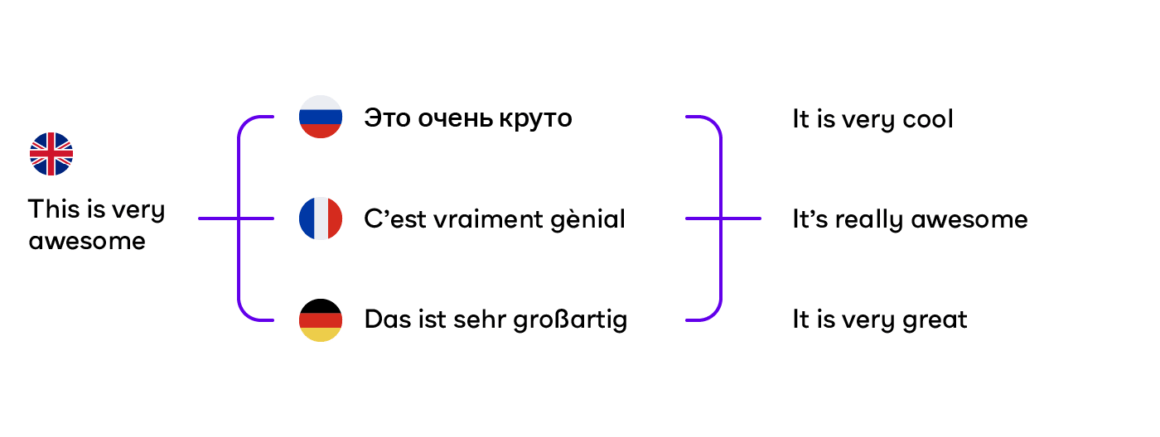 This is very
awesome
Это очень круто
C’est vraiment gènial
Das ist sehr großartig
It is very cool
It’s really awesome
It is very great